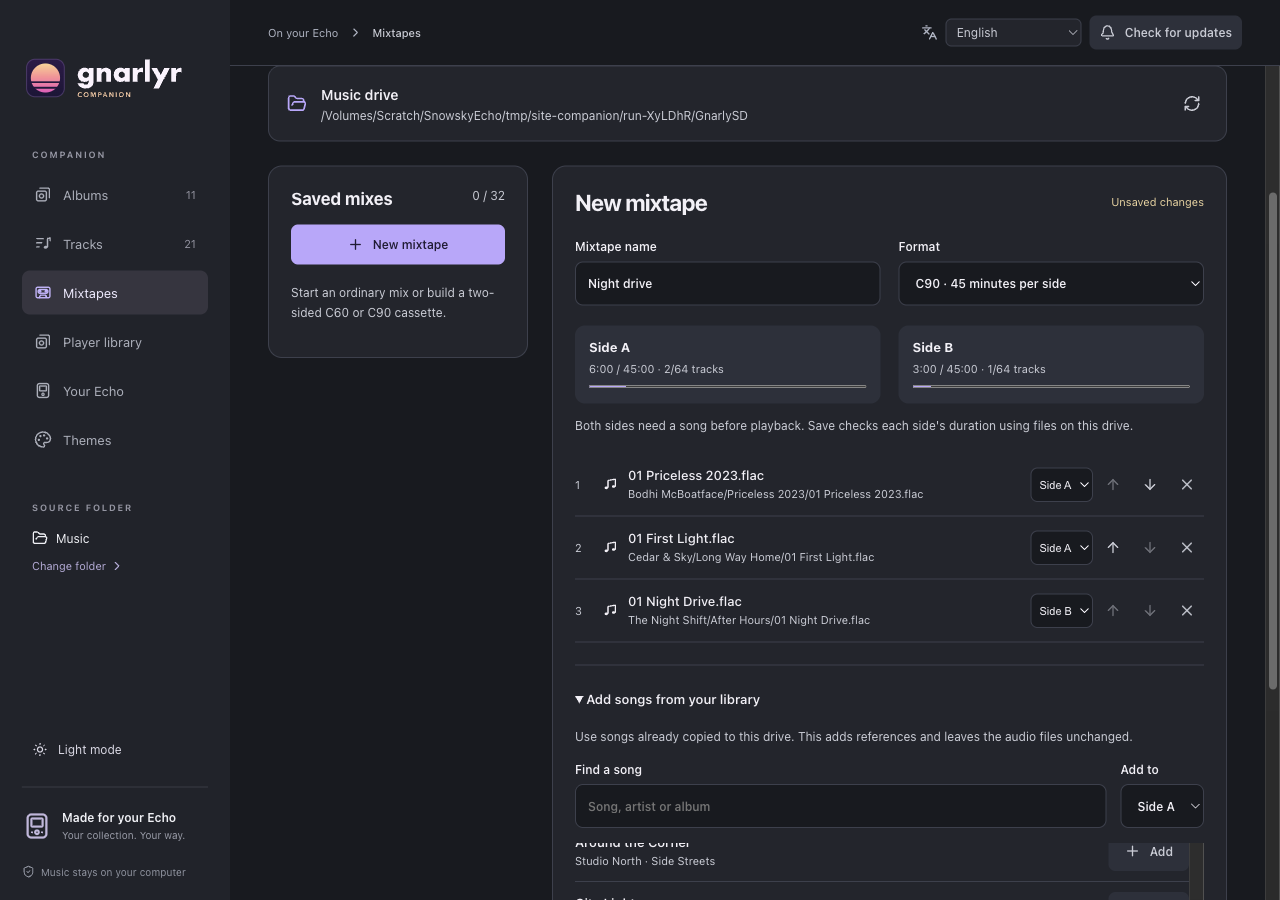 gnarlyr
COMPANION
COMPANION
Albums 11
Tracks 21
Mixtapes
Player library
Your Echo
Themes
SOURCE FOLDER
Music
Change folder
Light mode
Made for your Echo
Your collection. Your way.
Music stays on your computer
On your Echo Mixtapes
English
Check for updates
Music drive
/Volumes/Scratch/SnowskyEcho/tmp/site-companion/run-XyLDhR/GnarlySD
Saved mixes 0 / 32
New mixtape
Start an ordinary mix or build a two-
sided C60 or C90 cassette.
New mixtape
Unsaved changes
Mixtape name
Night drive
Format
C90 · 45 minutes per side
Side A
6:00 / 45:00 · 2/64 tracks
Side B
3:00 / 45:00 · 1/64 tracks
Both sides need a song before playback. Save checks each side's duration using files on this drive.
1 01 Priceless 2023.flac Side A
Bodhi McBoatface/Priceless 2023/01 Priceless 2023.flac
2 01 First Light.flac Side A
Cedar & Sky/Long Way Home/01 First Light.flac
3 01 Night Drive.flac Side B
The Night Shift/After Hours/01 Night Drive.flac
Add songs from your library
Use songs already copied to this drive. This adds references and leaves the audio files unchanged.
Find a song
Song, artist or album
Add to
Side A
Around the Corner
Studio North · Side Streets
Add